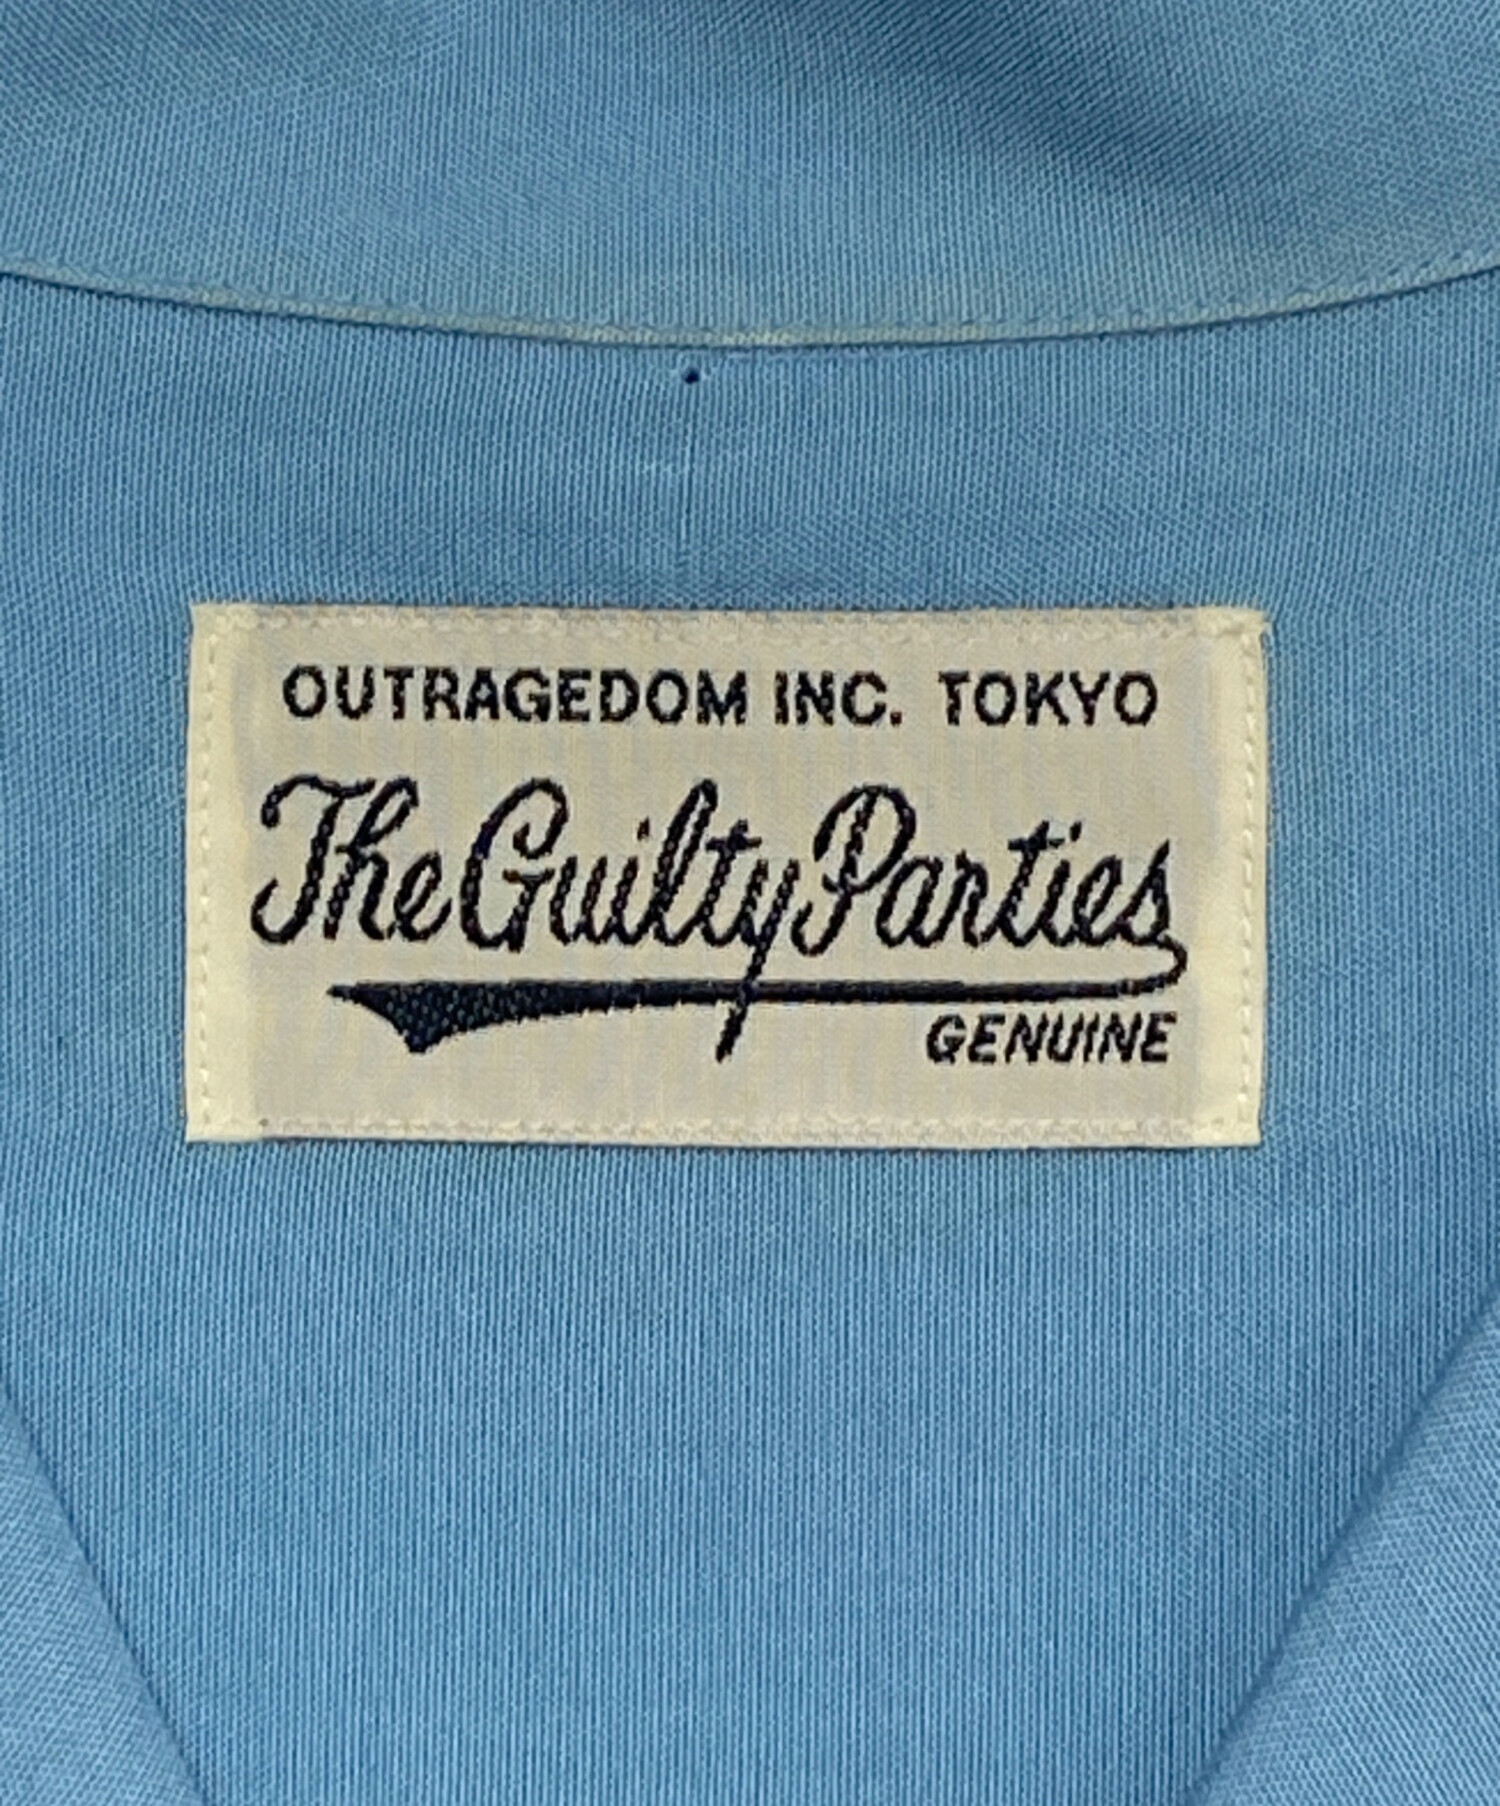 OUTRAGEDOM INC. TOKYO
The Guilty Parties
GENUINE